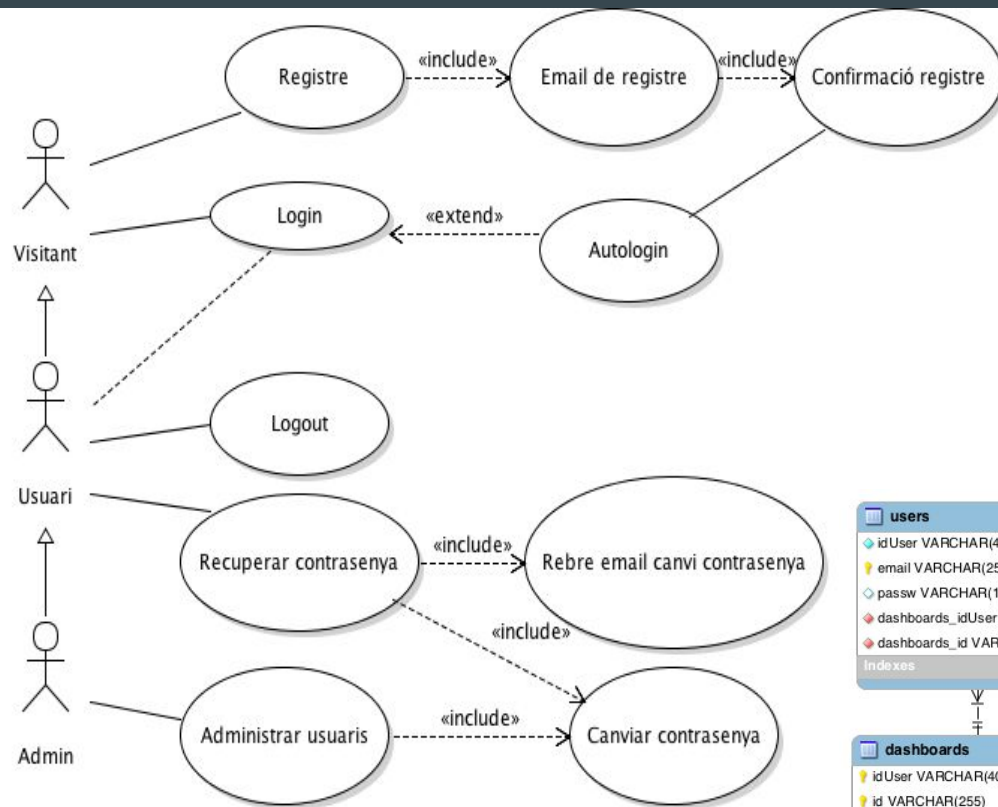 «include»
«include»
Registre
Email de registre
Confirmació registre
Login
«extend»
Visitant
Autologin
Logout
Usuari
«include»
Recuperar contrasenya
Rebre email canvi contrasenya
«include»
«include»
Administrar usuaris
Canviar contrasenya
Admin
users
idUser VARCHAR(4
email VARCHAR(25
passw VARCHAR(1
dashboards_idUser
dashboards_id VAR
Indexes
dashboards
idUser VARCHAR(40
id VARCHAR(255)